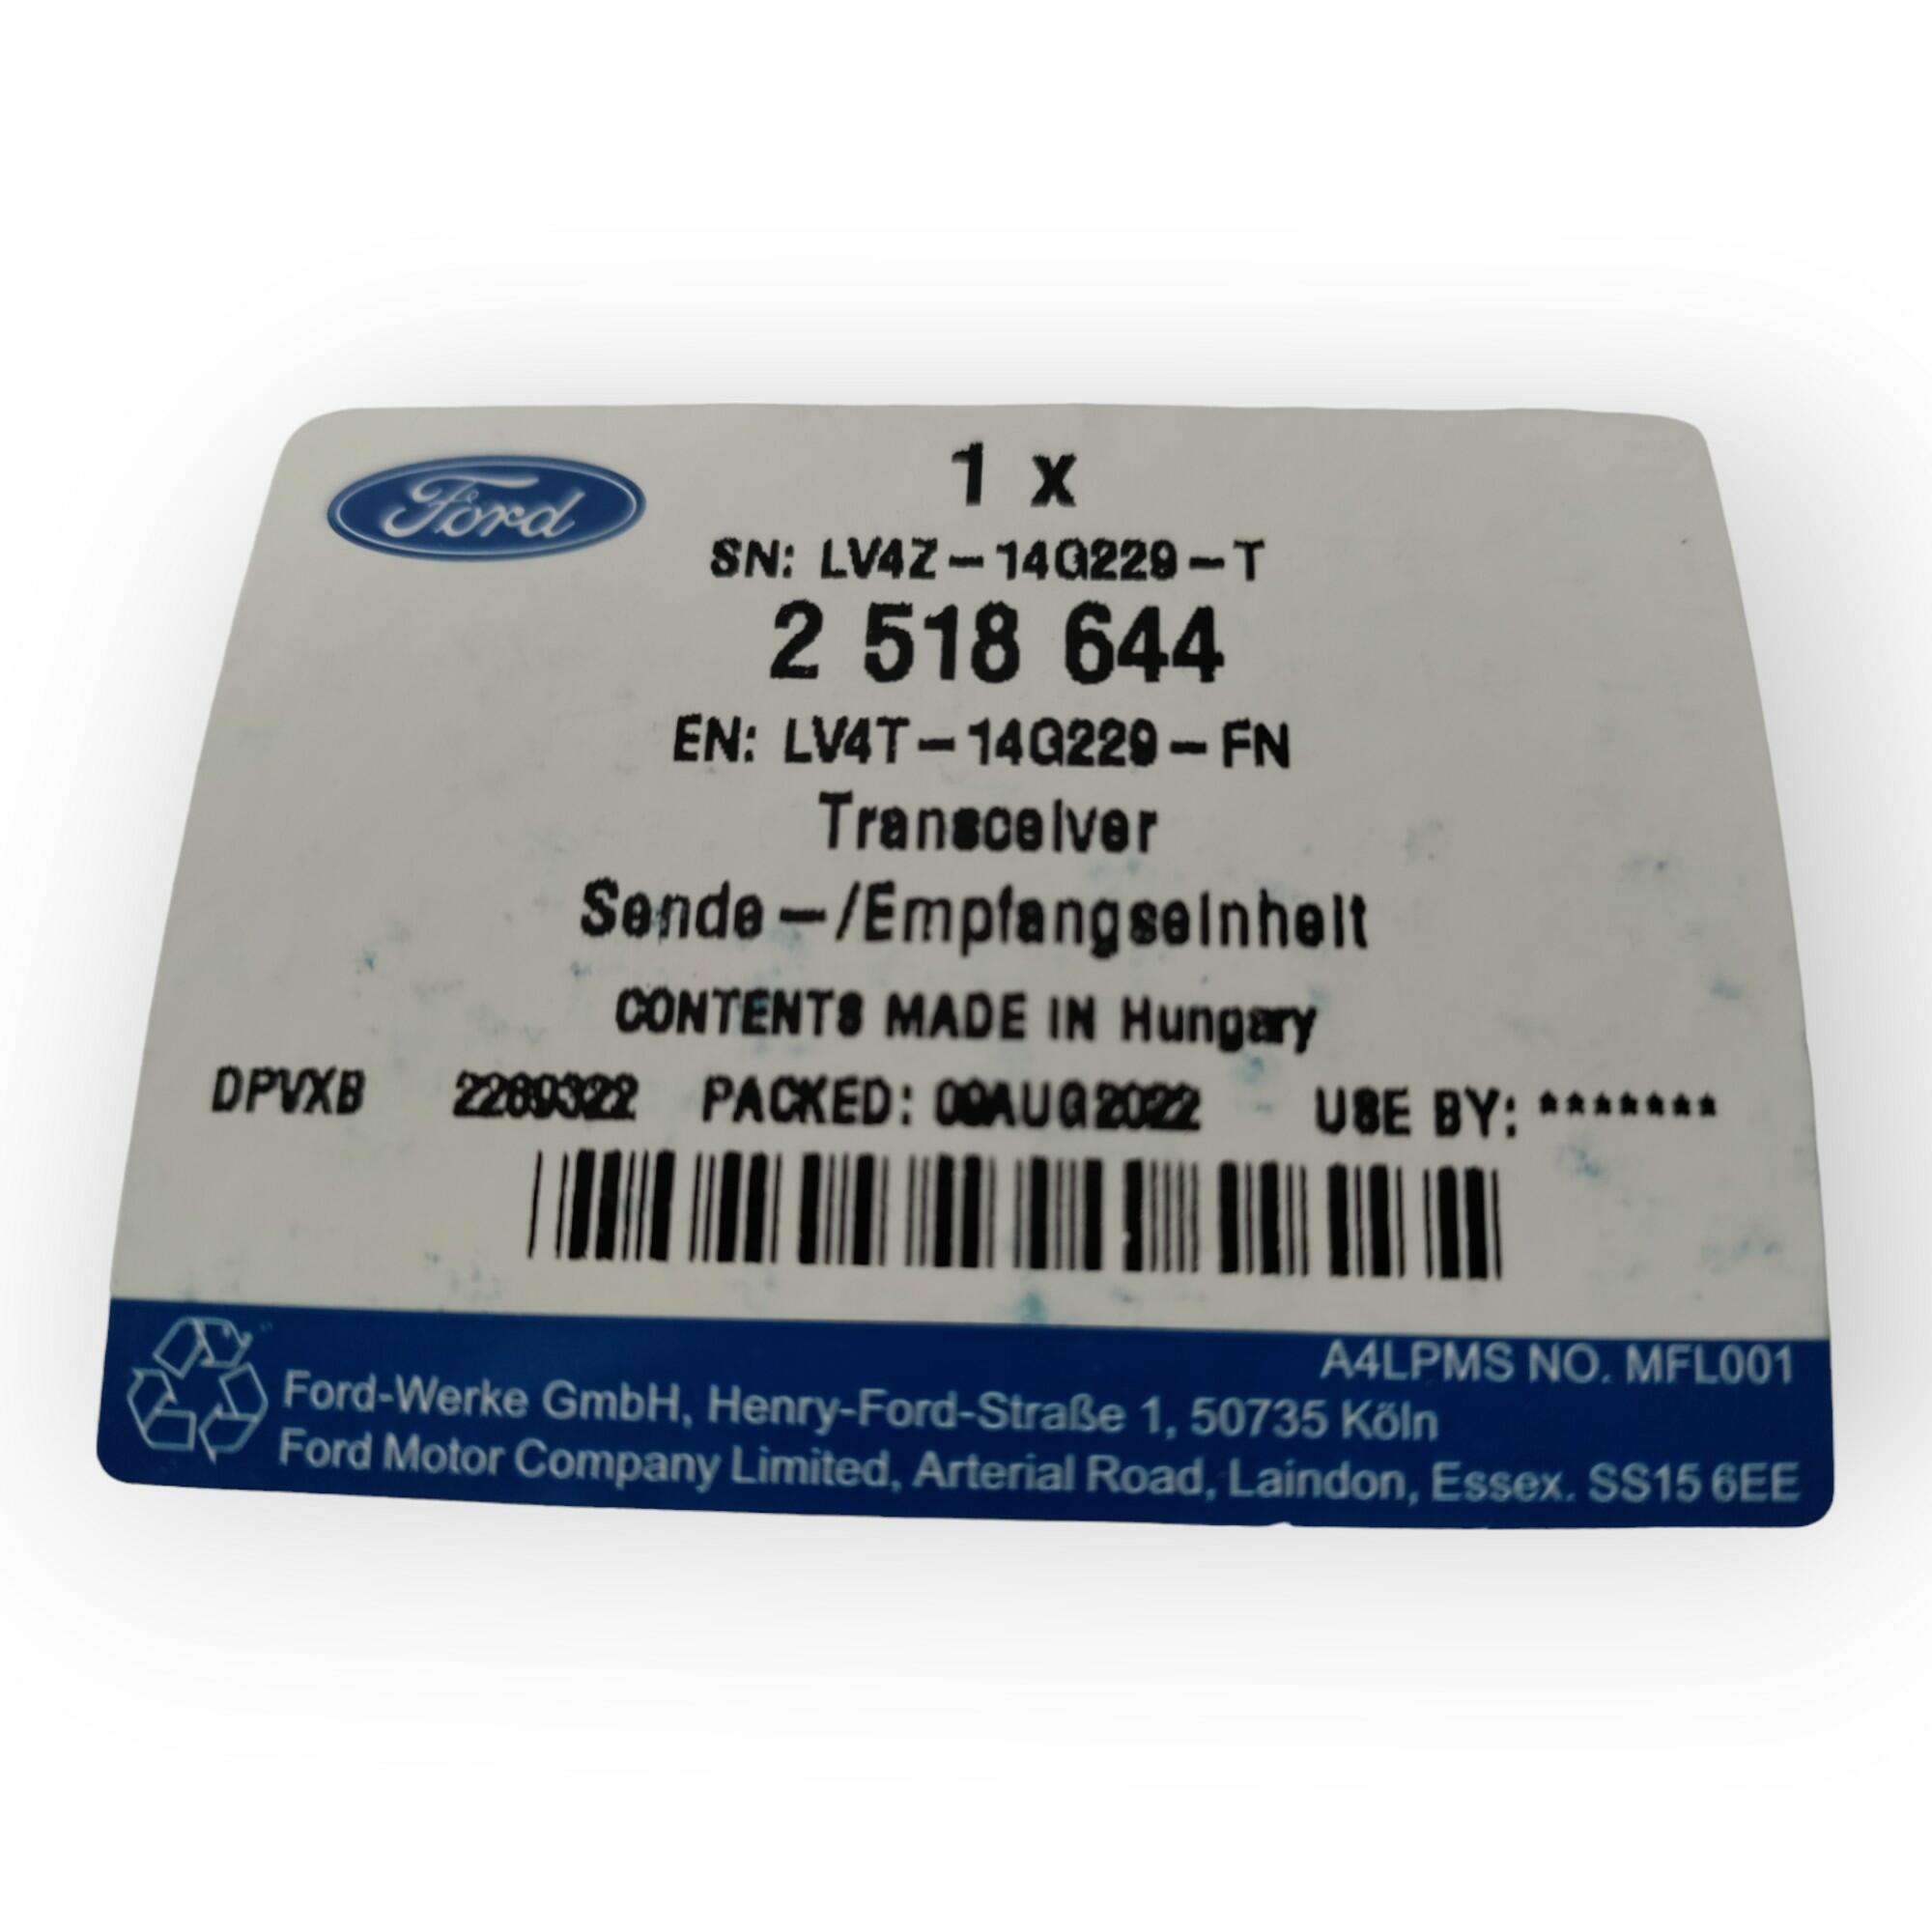 Ford
1 x
SN: LV4Z-14G229-T
2 518 644
EN: LV4T-14G229-FN
Transceiver
Sende-/Empfangseinheit
CONTENTS MADE IN Hungary
DPVXB 2289322 PACKED: 09AUG2022 USE BY: *******
A4LPMS NO. MFL001
Ford-Werke GmbH, Henry-Ford-Straße 1, 50735 Köln
Ford Motor Company Limited, Arterial Road, Laindon, Essex. SS15 6EE